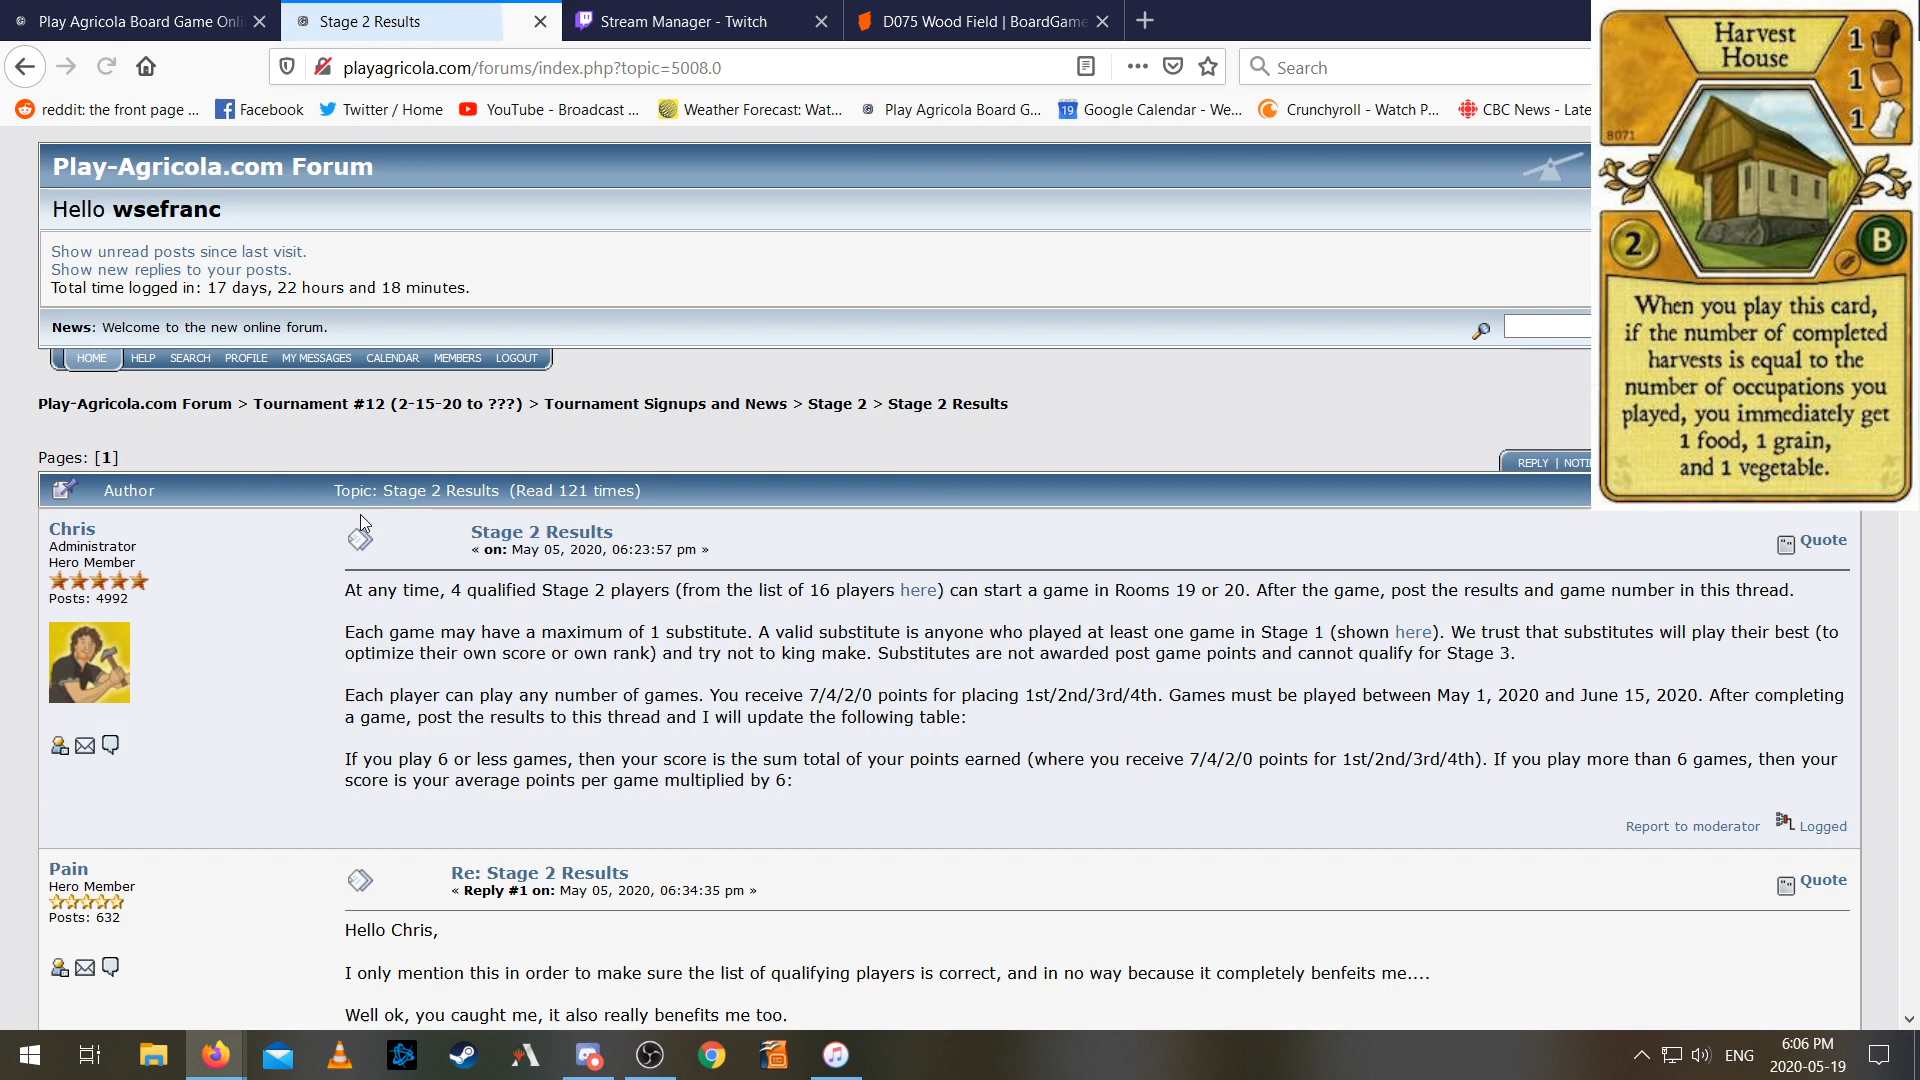 Play Agricola Board Game Onli
Stage 2 Results
Stream Manager - Twitch
D075 Wood Field | BoardGame
playagricola.com/forums/index.php?topic=5008.0
Search
reddit: the front page ...
Facebook
Twitter / Home
YouTube - Broadcast ...
Weather Forecast: Wat...
Play Agricola Board G...
19
Google Calendar - We...
Crunchyroll - Watch P...
CBC News - Late
Play-Agricola.com Forum
Hello wsefranc
Show unread posts since last visit.
Show new replies to your posts.
Total time logged in: 17 days, 22 hours and 18 minutes.
News: Welcome to the new online forum.
HOME HELP SEARCH PROFILE MY MESSAGES CALENDAR MEMBERS LOGOUT
Play-Agricola.com Forum > Tournament #12 (2-15-20 to ???) > Tournament Signups and News > Stage 2 > Stage 2 Results
Pages: [1]
REPLY | NOTI
Author
Topic: Stage 2 Results (Read 121 times)
Chris
Administrator
Hero Member
Posts: 4992
Stage 2 Results
« on: May 05, 2020, 06:23:57 pm »
Quote
At any time, 4 qualified Stage 2 players (from the list of 16 players here) can start a game in Rooms 19 or 20. After the game, post the results and game number in this thread.
Each game may have a maximum of 1 substitute. A valid substitute is anyone who played at least one game in Stage 1 (shown here). We trust that substitutes will play their best (to
optimize their own score or own rank) and try not to king make. Substitutes are not awarded post game points and cannot qualify for Stage 3.
Each player can play any number of games. You receive 7/4/2/0 points for placing 1st/2nd/3rd/4th. Games must be played between May 1, 2020 and June 15, 2020. After completing
a game, post the results to this thread and I will update the following table:
If you play 6 or less games, then your score is the sum total of your points earned (where you receive 7/4/2/0 points for 1st/2nd/3rd/4th). If you play more than 6 games, then your
score is your average points per game multiplied by 6:
Report to moderator
Logged
Pain
Hero Member
Posts: 632
Re: Stage 2 Results
« Reply #1 on: May 05, 2020, 06:34:35 pm »
Quote
Hello Chris,
I only mention this in order to make sure the list of qualifying players is correct, and in no way because it completely benfeits me....
Well ok, you caught me, it also really benefits me too.
Harvest
House
1
1
1
8071
2
B
When you play this card,
if the number of completed
harvests is equal to the
number of occupations you
played, you immediately get
1 food, 1 grain,
and 1 vegetable.
ENG
6:06 PM
2020-05-19